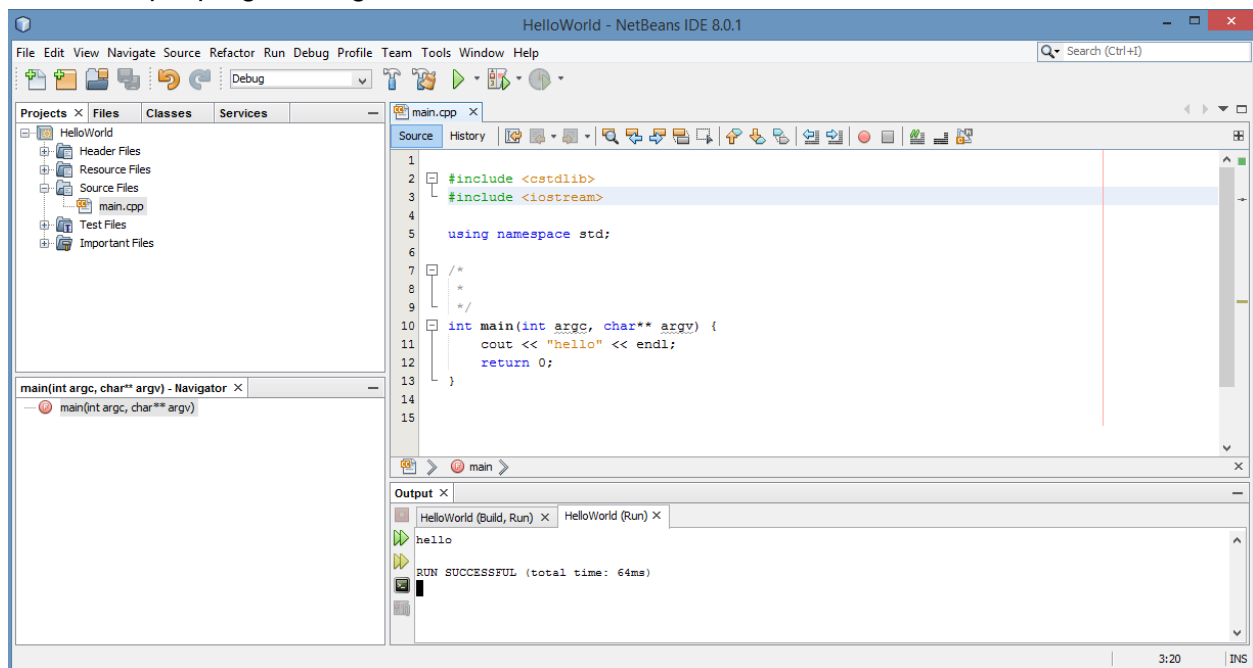 HelloWorld - NetBeans IDE 8.0.1
File Edit View Navigate Source Refactor Run Debug Profile Team Tools Window Help
Search (Ctrl+I)
Debug
Projects Files Classes Services
HelloWorld
Header Files
Resource Files
Source Files
main.cpp
Test Files
Important Files
main(int argc, char** argv) - Navigator
main(int argc, char** argv)
main.cpp
Source History
1
2 #include <cstdlib>
3 #include <iostream>
4
5 using namespace std;
6
7 /*
8 *
9 */
10 int main(int argc, char** argv) {
11 cout << "hello" << endl;
12 return 0;
13 }
14
15
main
Output
HelloWorld (Build, Run) HelloWorld (Run)
hello
RUN SUCCESSFUL (total time: 64ms)
3:20 INS